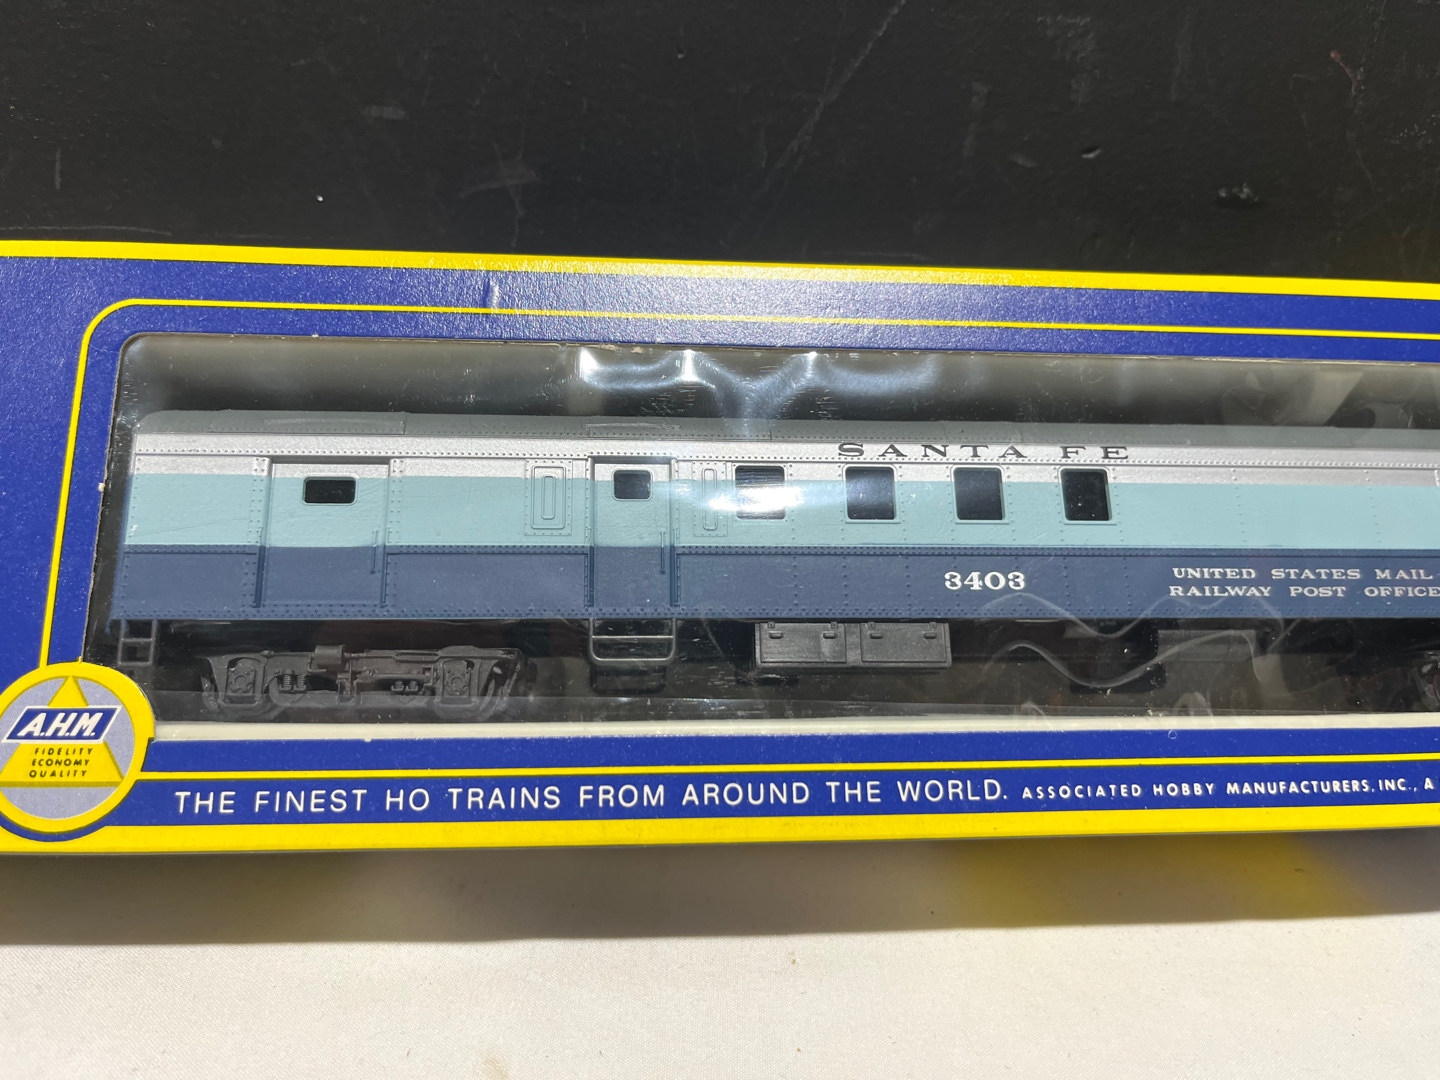 SANTA FE
3403
UNITED STATES MAIL
RAILWAY POST OFFICE
A.H.M.
FIDELITY
ECONOMY
QUALITY
THE FINEST HO TRAINS FROM AROUND THE WORLD. ASSOCIATED HOBBY MANUFACTURERS, INC., A